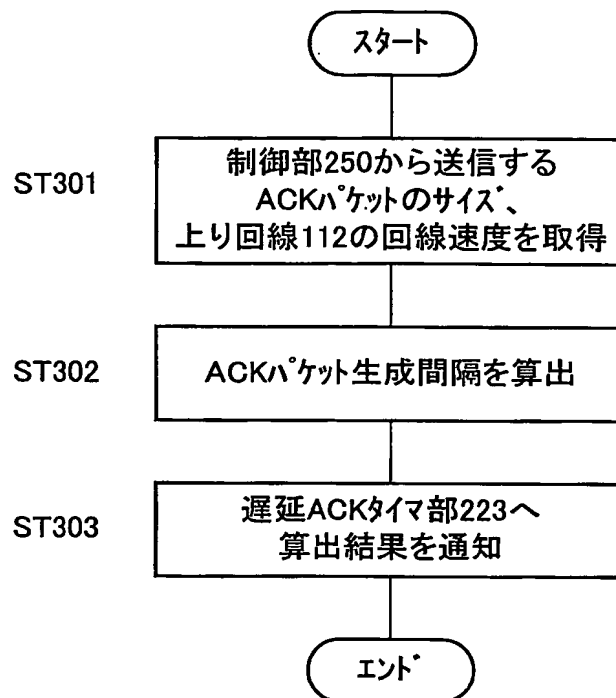 スタート
ST301
制御部250から送信する
ACKﾊﾟｹｯﾄのｻｲｽﾞ、
上り回線112の回線速度を取得
ST302
ACKﾊﾟｹｯﾄ生成間隔を算出
ST303
遅延ACKﾀｲﾏ部223へ
算出結果を通知
ｴﾝﾄﾞ